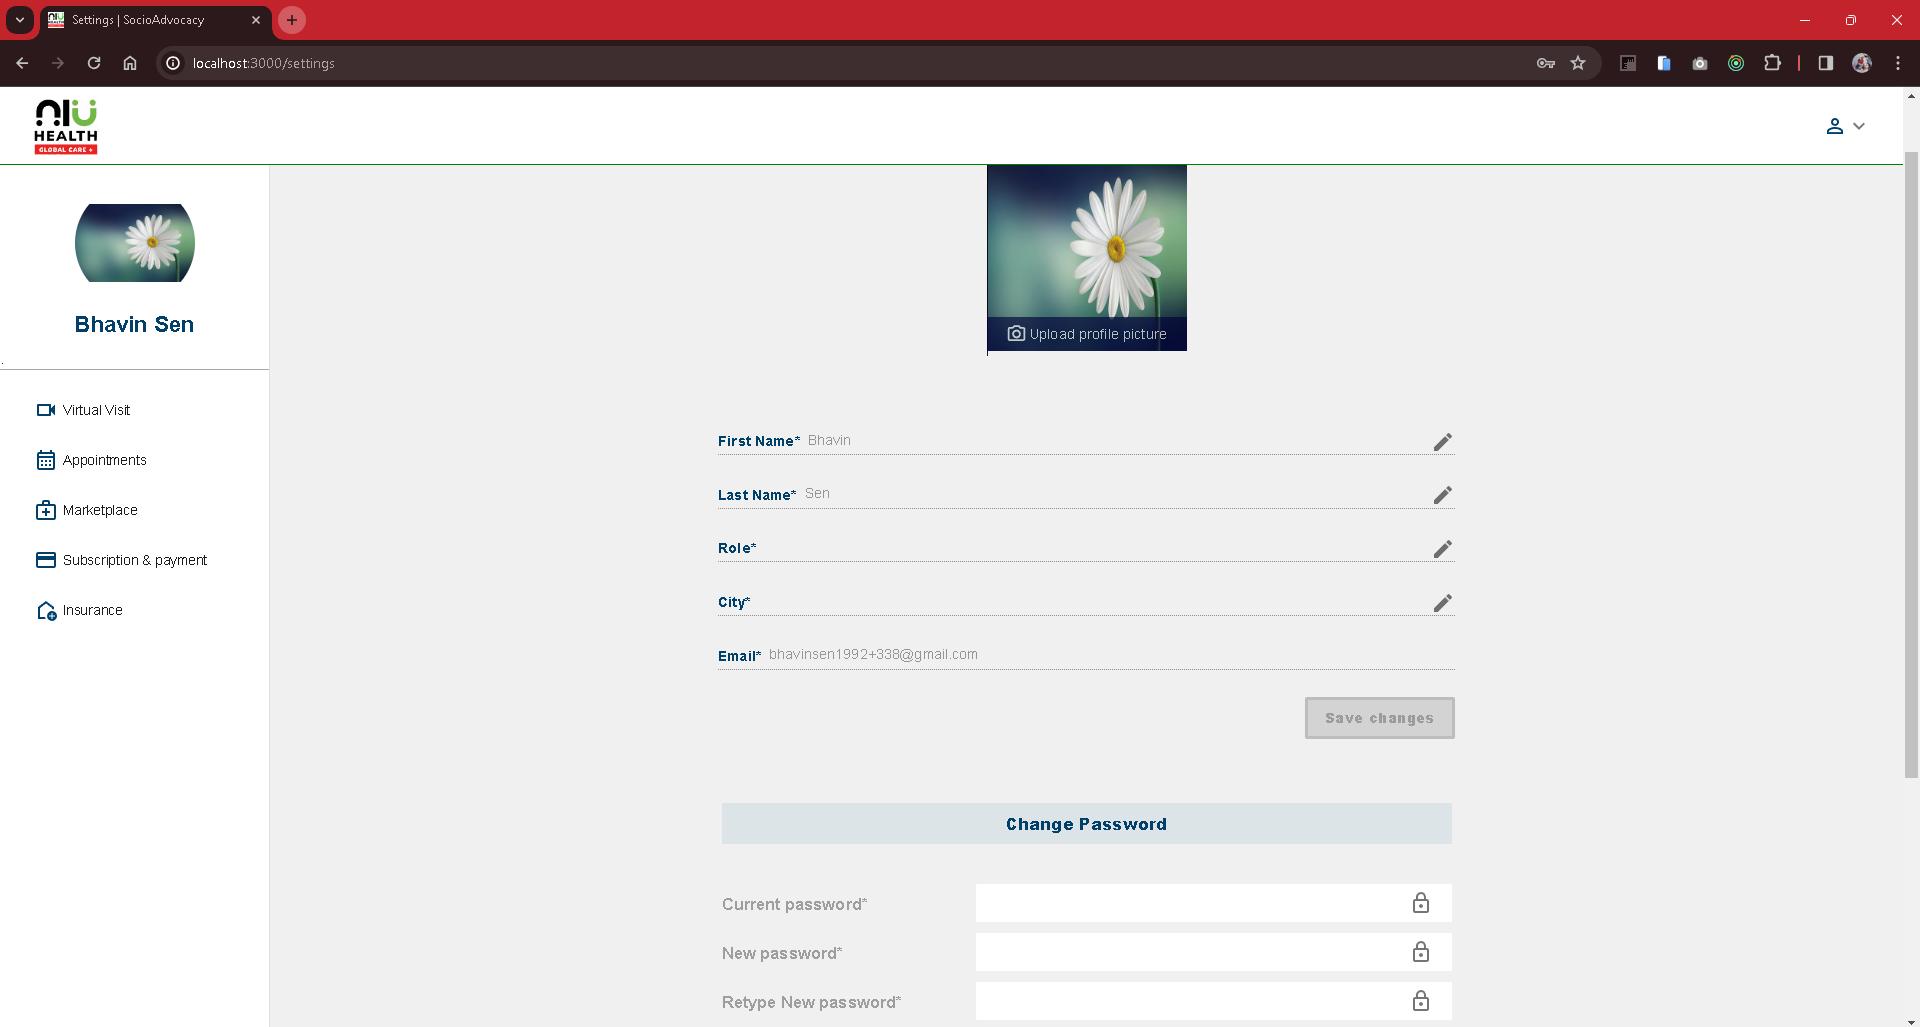 Settings | SocioAdvocacy
localhost:3000/settings
niü
HEALTH
GLOBAL CARE +
Bhavin Sen
Virtual Visit
Appointments
Marketplace
Subscription & payment
Insurance
Upload profile picture
First Name* Bhavin
Last Name* Sen
Role*
City*
Email* bhavinsen1992+338@gmail.com
Save changes
Change Password
Current password*
New password*
Retype New password*